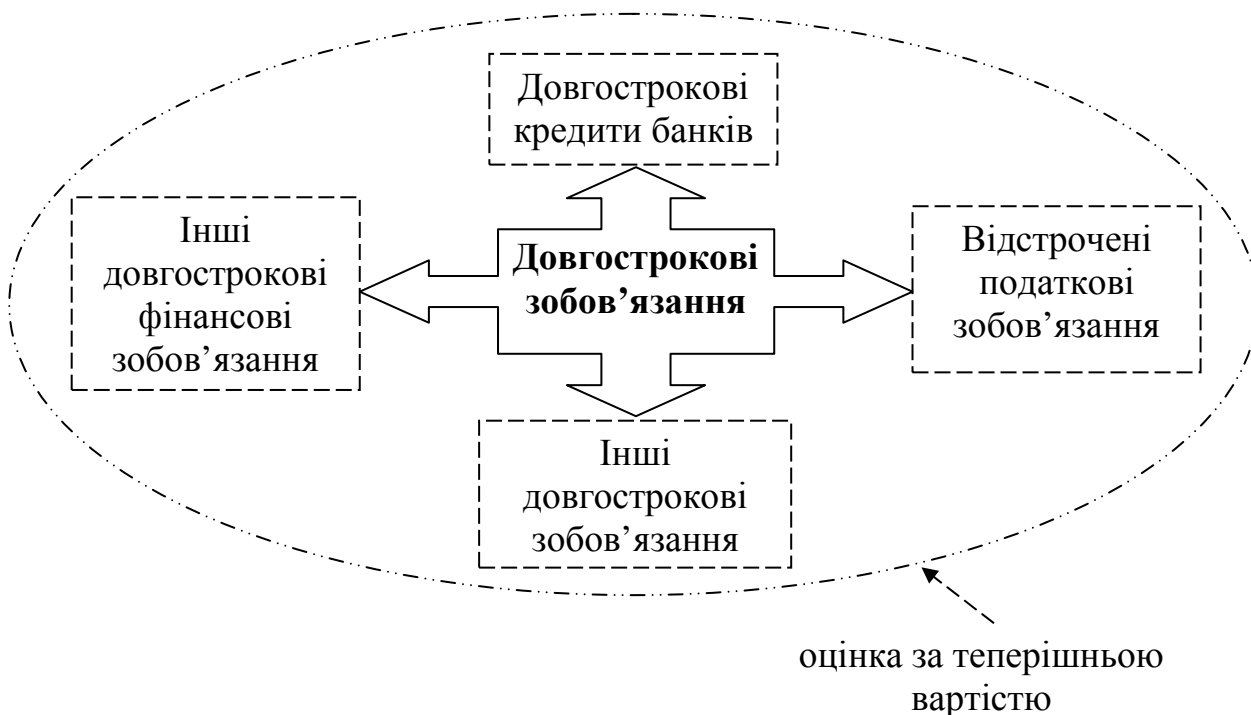 Довгострокові
кредити банків
Інші
довгострокові
фінансові
зобов’язання
Довгострокові
зобов’язання
Відстрочені
податкові
зобов’язання
Інші
довгострокові
зобов’язання
оцінка за теперішньою
вартістю